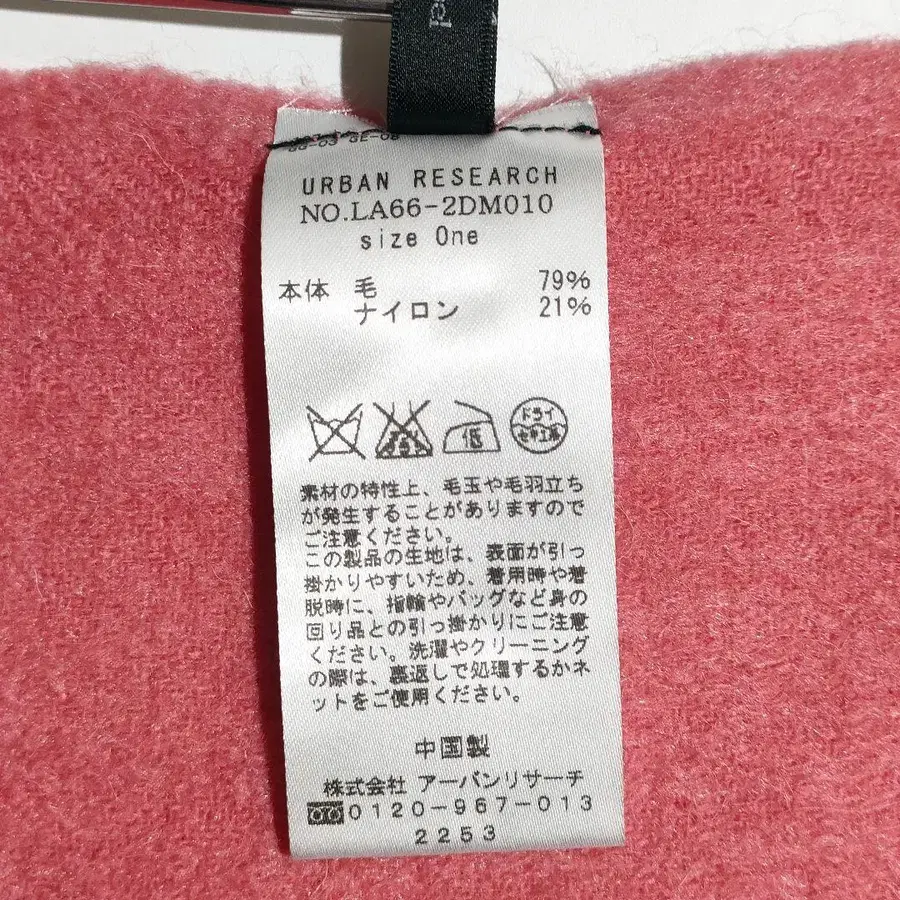 URBAN RESEARCH
NO.LA66-2DM010
size One
本体 毛 79%
ナイロン 21%
ドライ
素材の特性上、毛玉や毛羽立ち
が発生することがありますので
ご注意ください。
この製品の生地は、表面が引っ
掛かりやすいため、着用時や着
脱時に、指輪やバッグなど身の
回り品との引っ掛かりにご注意
ください。洗濯やクリーニング
の際は、裏返しで処理するかネ
ットをご使用ください。
中国製
株式会社 アーバンリサーチ
0120-967-013
2253